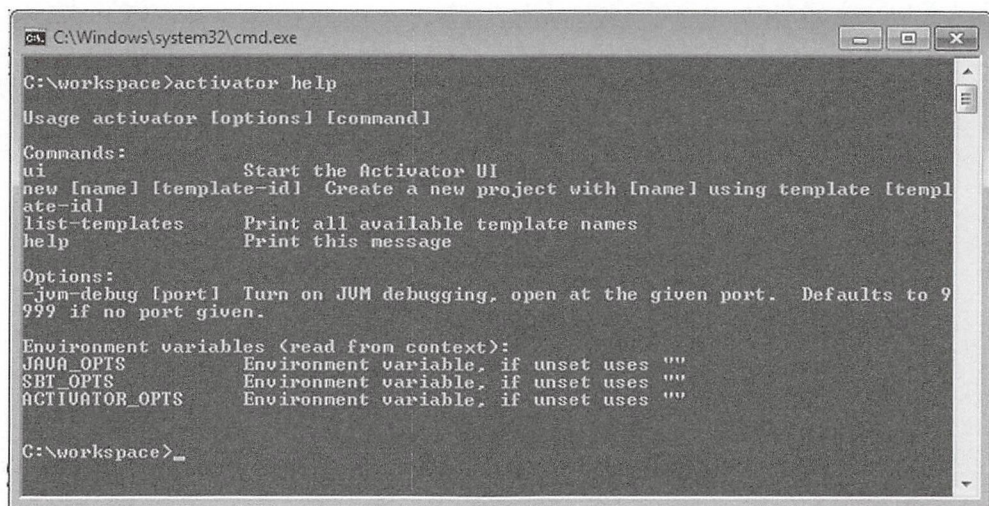 C:\Windows\system32\cmd.exe
C:\workspace>activator help
Usage activator [options] [command]
Commands:
ui Start the Activator UI
new [name] [template-id] Create a new project with [name] using template [templ
ate-id]
list-templates Print all available template names
help Print this message
Options:
-jvm-debug [port] Turn on JVM debugging, open at the given port. Defaults to 9
999 if no port given.
Environment variables (read from context):
JAVA_OPTS Environment variable, if unset uses ""
SBT_OPTS Environment variable, if unset uses ""
ACTIVATOR_OPTS Environment variable, if unset uses ""
C:\workspace>_